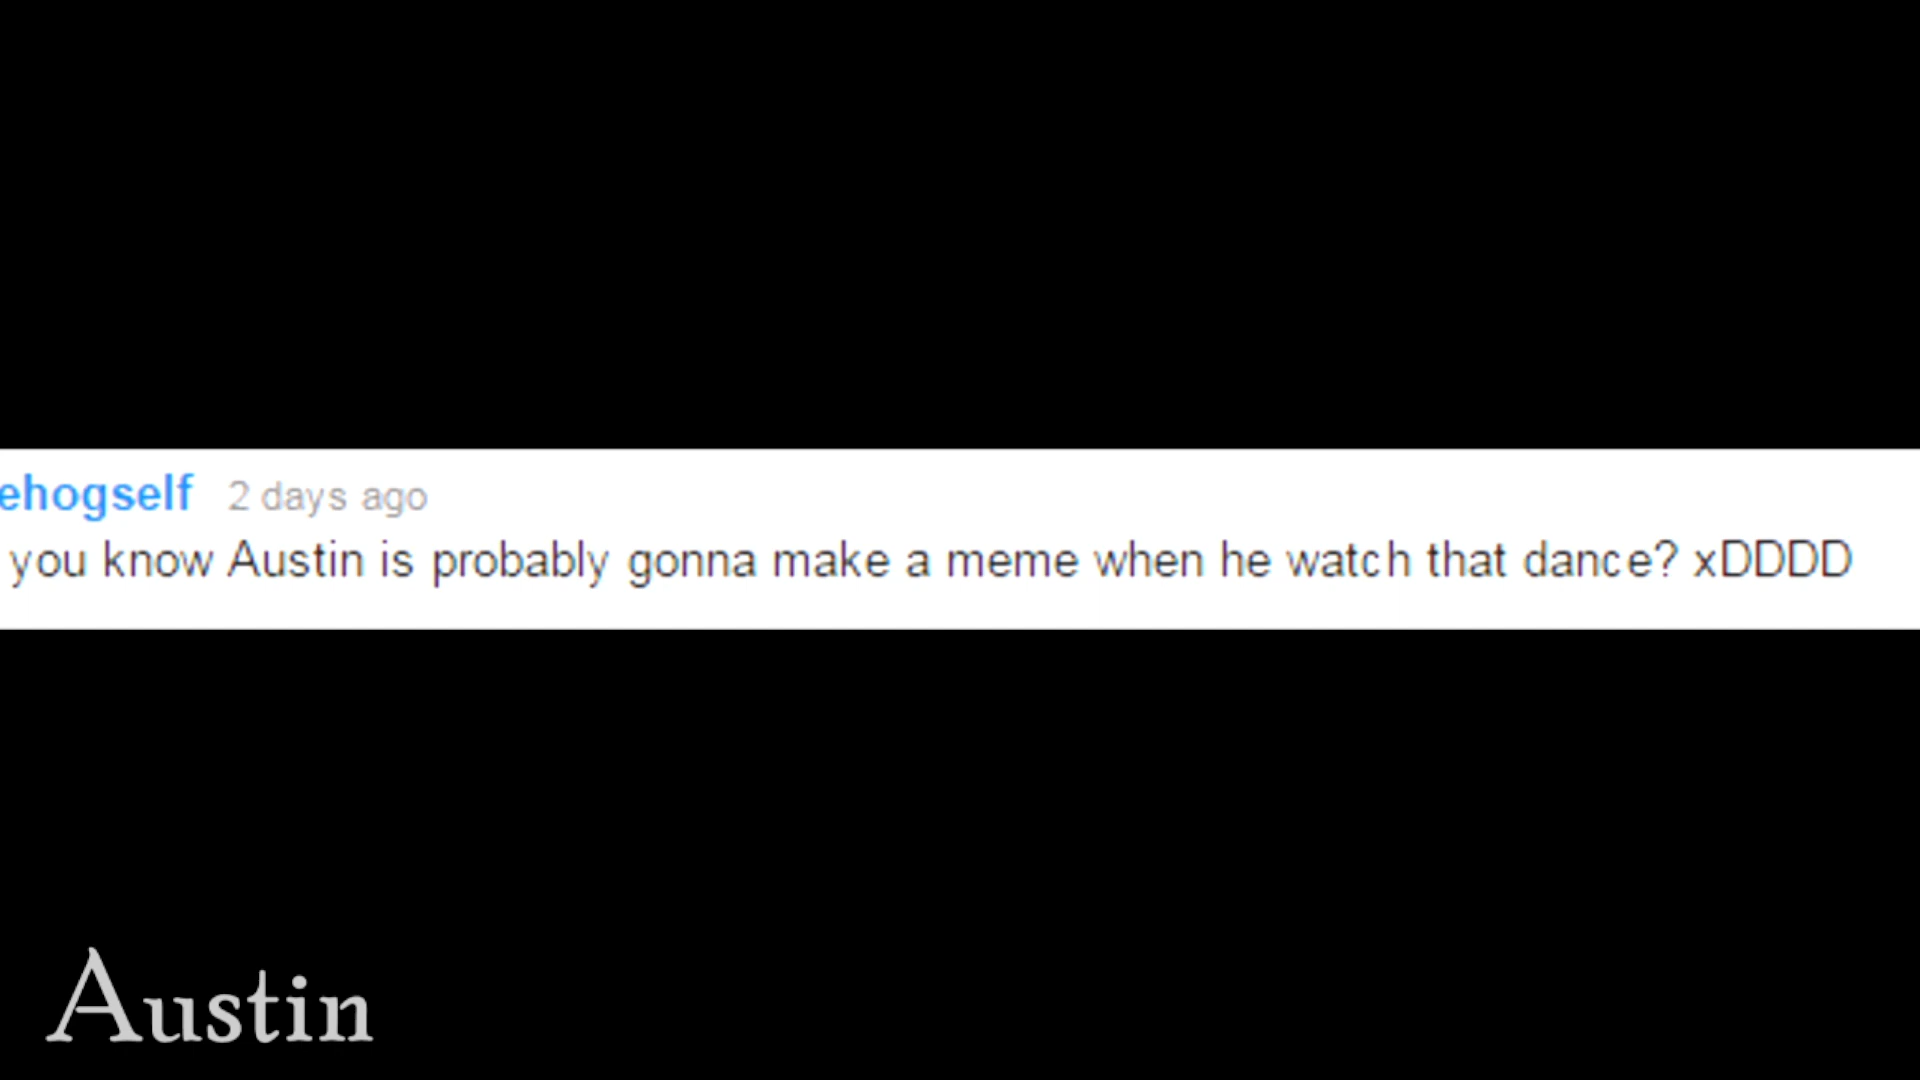 ehogself 2 days ago
you know Austin is probably gonna make a meme when he watch that dance? xDDDD
Austin